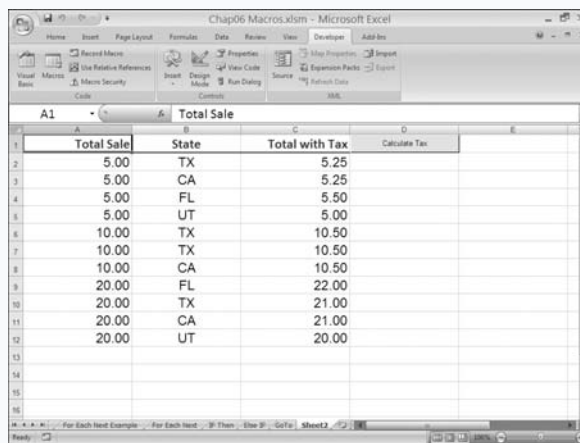 Chap06 Macros.xlsm - Microsoft Excel
Home Insert Page Layout Formulas Data Review View Developer Add-Ins
Visual Basic
Macros
Record Macro
Use Relative References
Macro Security
Code
Insert
Design Mode
Properties
View Code
Run Dialog
Controls
Source
Map Properties
Expansion Packs
Refresh Data
Import
Export
XML
A1 fx Total Sale
A B C D E
1 Total Sale State Total with Tax Calculate Tax
2 5.00 TX 5.25
3 5.00 CA 5.25
4 5.00 FL 5.50
5 5.00 UT 5.00
6 10.00 TX 10.50
7 10.00 TX 10.50
8 10.00 CA 10.50
9 20.00 FL 22.00
10 20.00 TX 21.00
11 20.00 CA 21.00
12 20.00 UT 20.00
13
14
15
16
For Each Next Example For Each Next IF Then Else IF GoTo Sheet2
Ready 100%